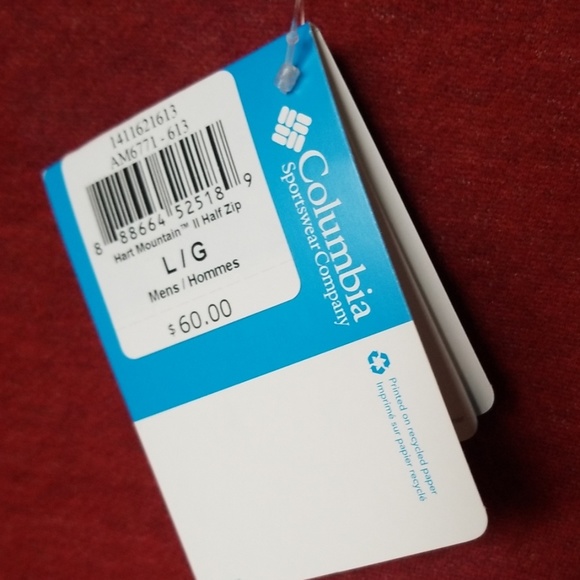 1411621613
AM6771 - 613
8 88664 52518 9
Hart Mountain™ II Half Zip
L / G
Mens / Hommes
$60.00
Columbia
Sportswear Company
Printed on recycled paper
Imprimé sur papier recyclé